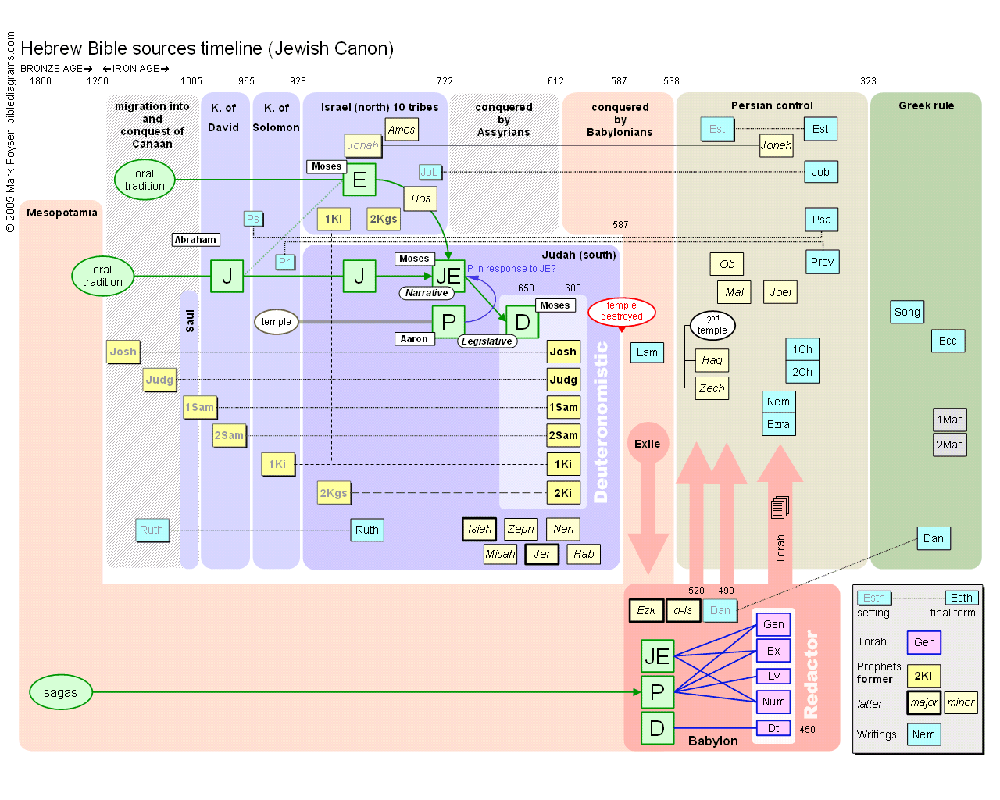 © 2005 Mark Poyser  biblediagrams.com
Hebrew Bible sources timeline (Jewish Canon)
BRONZE AGE→ | ←IRON AGE→
1800 1250 1005 965 928 722 612 587 538 323
migration into
and
conquest of
Canaan
K. of
David
K. of
Solomon
Israel (north) 10 tribes
conquered
by
Assyrians
conquered
by
Babylonians
Persian control
Greek rule
Amos
Jonah
Est
Est
Jonah
oral
tradition
Moses
E
Job
Job
Hos
Mesopotamia
Ps
1Ki
2Kgs
Psa
587
Abraham
Pr
Prov
Judah (south)
oral
tradition
J
J
Moses
JE
P in response to JE?
Narrative
Ob
Mal
Joel
650
600
Moses
Saul
temple
P
D
Aaron
Legislative
temple
destroyed
2nd
temple
Song
Ecc
Josh
Josh
Lam
Hag
1Ch
2Ch
Judg
Judg
Zech
1Sam
1Sam
Nem
Ezra
1Mac
2Mac
2Sam
2Sam
Deuteronomistic
Exile
1Ki
1Ki
2Kgs
2Ki
Ruth
Ruth
Isiah
Zeph
Nah
Micah
Jer
Hab
Torah
Dan
520
490
Ezk
d-Is
Dan
JE
P
D
Gen
Ex
Lv
Num
Dt
450
Redactor
Babylon
sagas
Esth
Esth
setting
final form
Torah
Gen
Prophets
former
2Ki
latter
major
minor
Writings
Nem